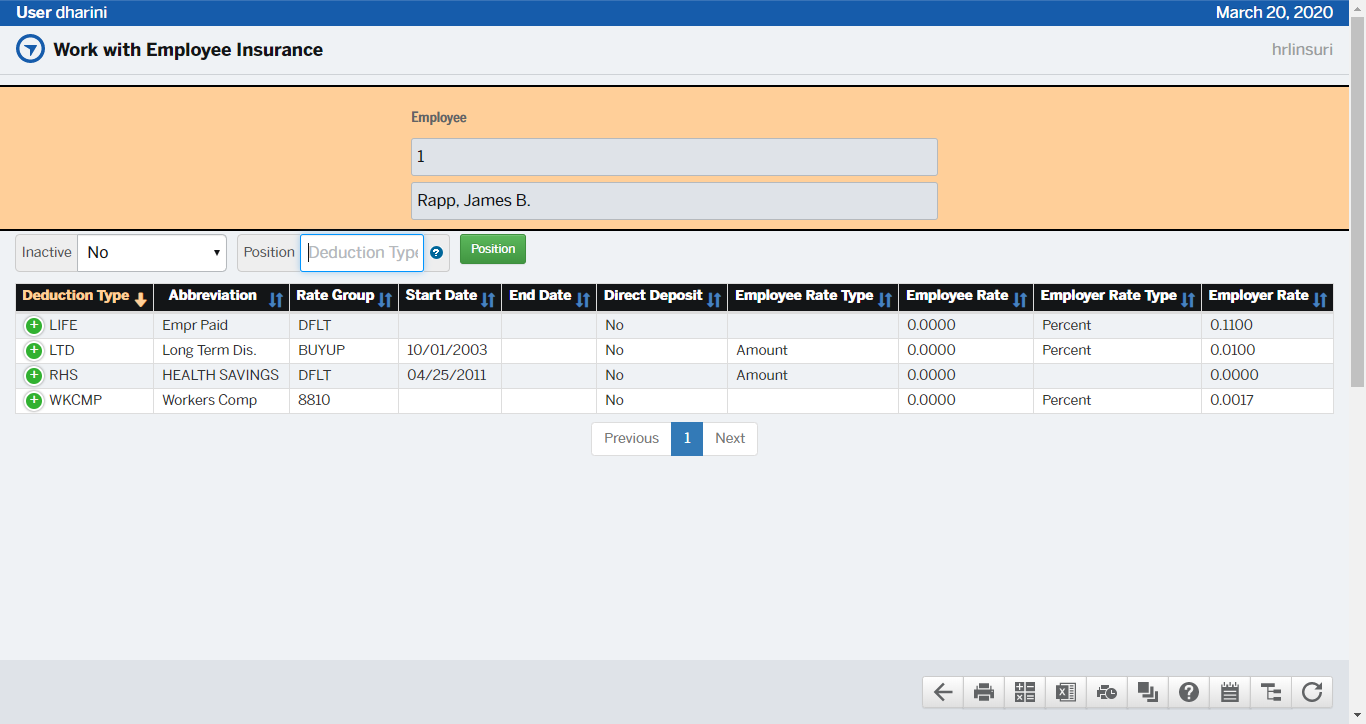 User dharini March 20, 2020
Work with Employee Insurance hrlinsuri
Employee
1
Rapp, James B.
Inactive No Position Deduction Type Position
Deduction Type Abbreviation Rate Group Start Date End Date Direct Deposit Employee Rate Type Employee Rate Employer Rate Type Employer Rate
LIFE Empr Paid DFLT No 0.0000 Percent 0.1100
LTD Long Term Dis. BUYUP 10/01/2003 No Amount 0.0000 Percent 0.0100
RHS HEALTH SAVINGS DFLT 04/25/2011 No Amount 0.0000 0.0000
WKCMP Workers Comp 8810 No 0.0000 Percent 0.0017
Previous 1 Next